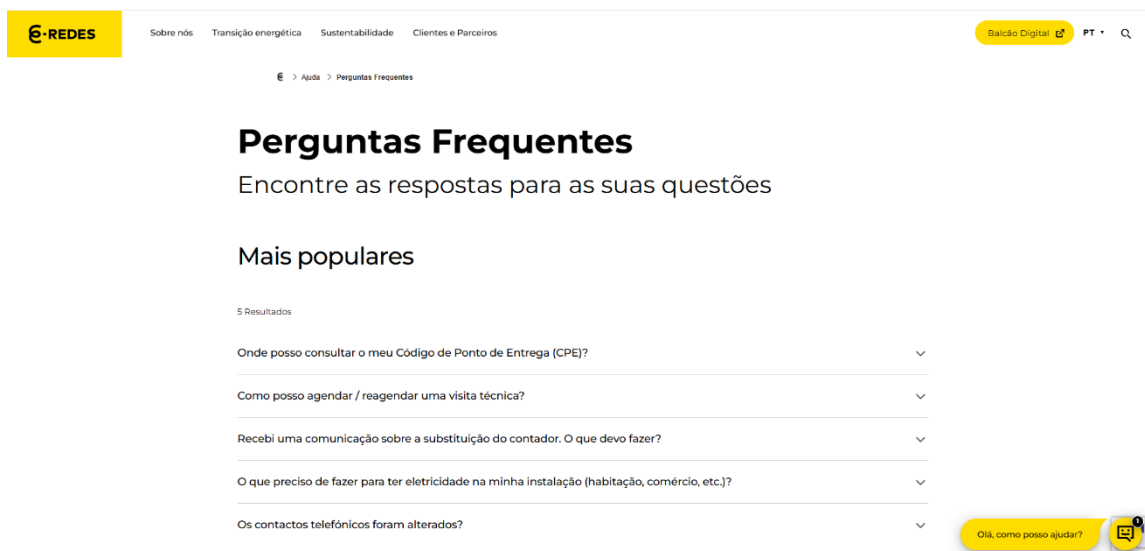 E-REDES
Sobre nós Transição energética Sustentabilidade Clientes e Parceiros
Balcão Digital PT
Ajuda > Perguntas Frequentes
Perguntas Frequentes
Encontre as respostas para as suas questões
Mais populares
5 Resultados
Onde posso consultar o meu Código de Ponto de Entrega (CPE)?
Como posso agendar / reagendar uma visita técnica?
Recebi uma comunicação sobre a substituição do contador. O que devo fazer?
O que preciso de fazer para ter eletricidade na minha instalação (habitação, comércio, etc.)?
Os contactos telefónicos foram alterados?
Olá, como posso ajudar?
1